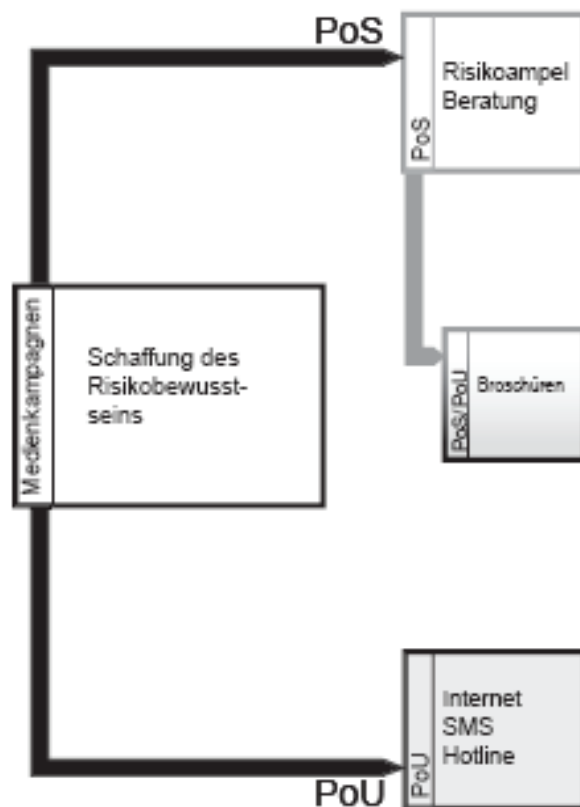 PoS
Risikoampel
Beratung
PoS
Medienkampagnen
Schaffung des
Risikobewusst-
seins
PoS/PoU
Broschüren
Internet
SMS
Hotline
PoU
PoU